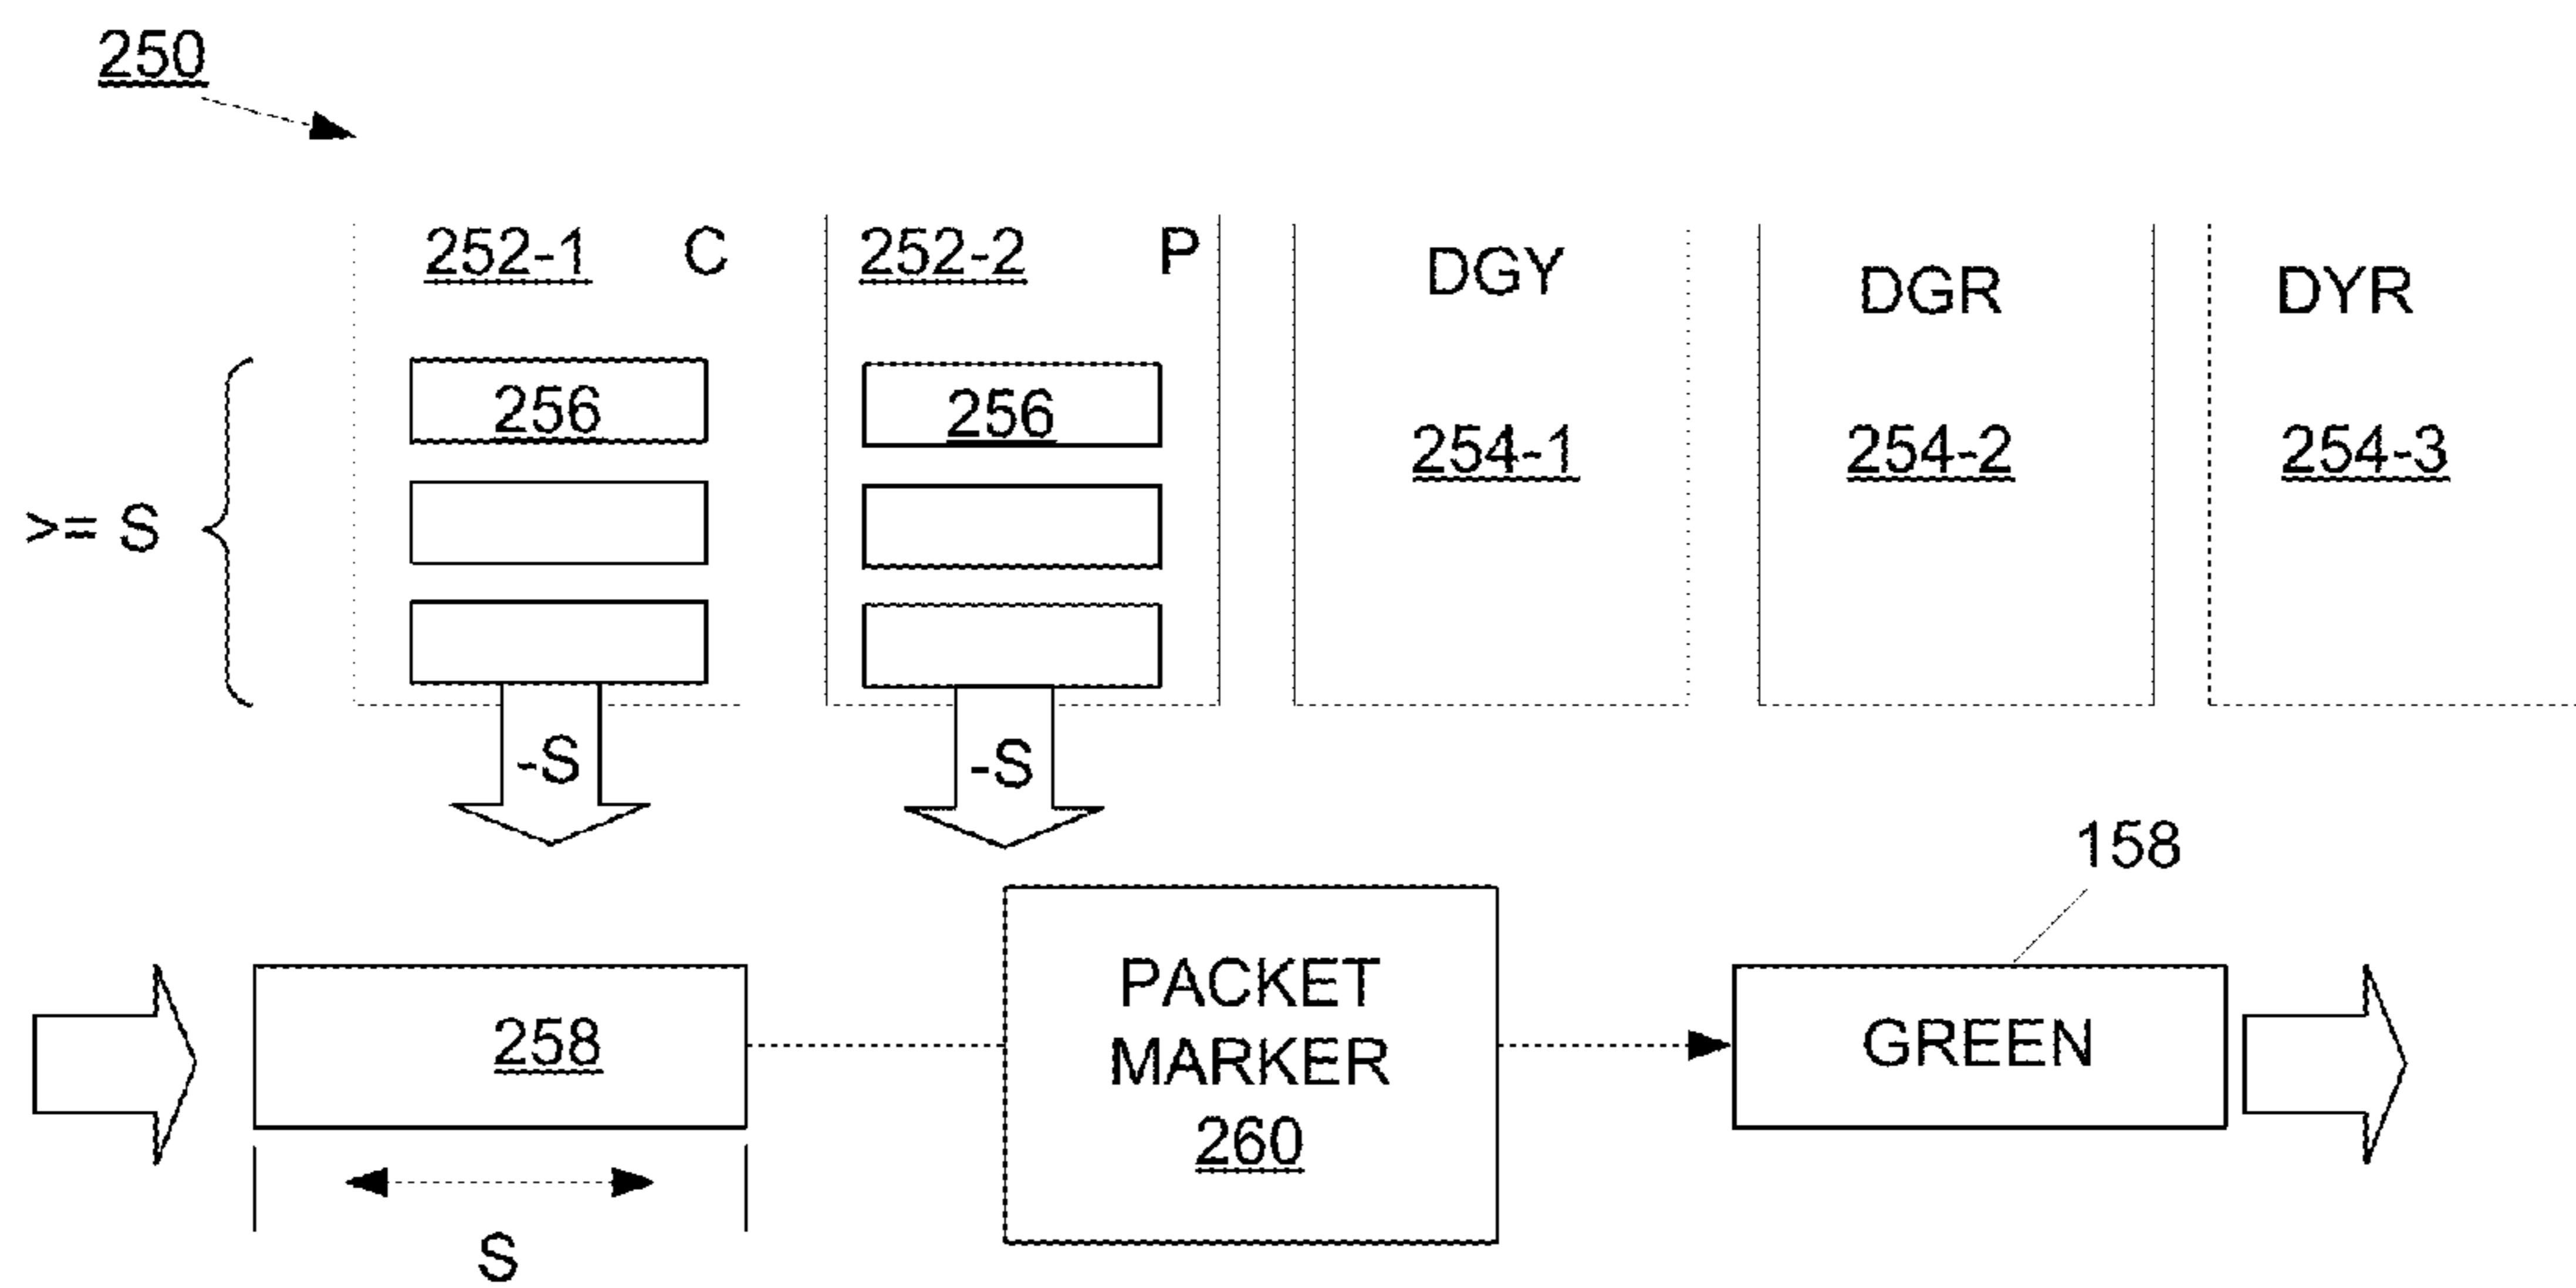 250
252-1 C 252-2 P DGY DGR DYR
256 256 254-1 254-2 254-3
>= S
-S -S
158
258 PACKET MARKER 260 GREEN
S